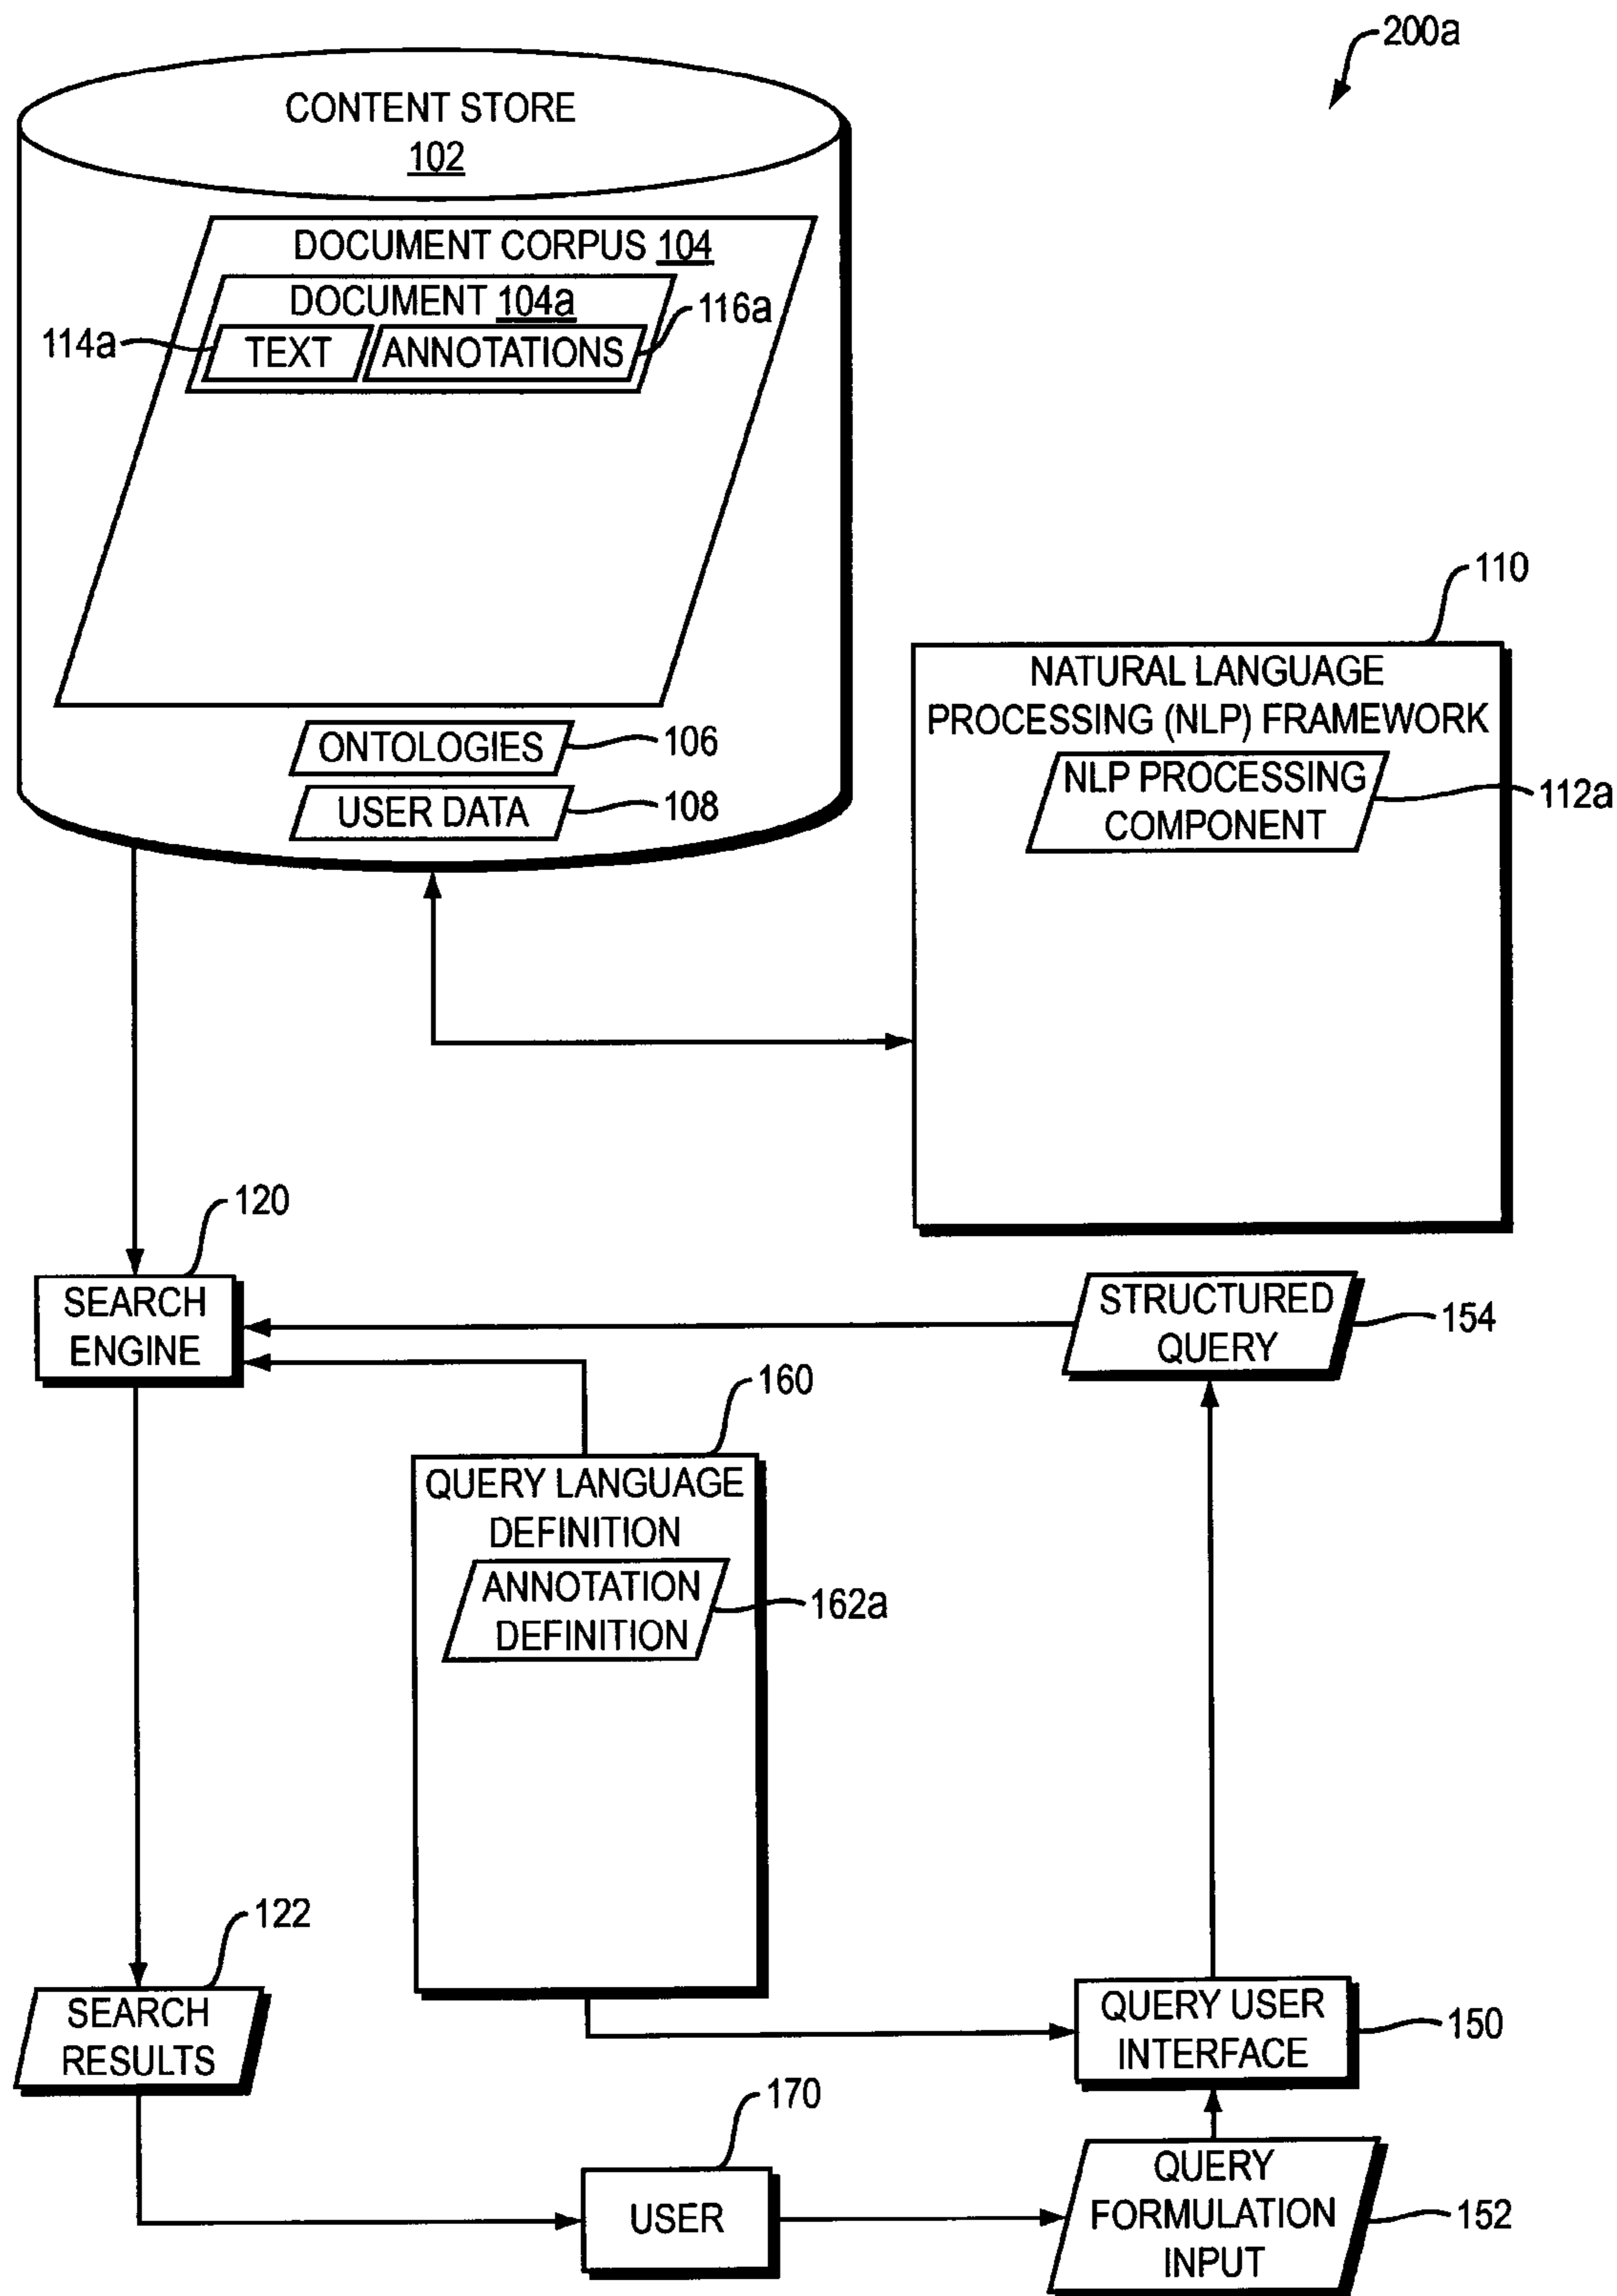 200a
CONTENT STORE
102
DOCUMENT CORPUS 104
DOCUMENT 104a
116a
114a
TEXT
ANNOTATIONS
110
NATURAL LANGUAGE
PROCESSING (NLP) FRAMEWORK
ONTOLOGIES
106
NLP PROCESSING
COMPONENT
112a
USER DATA
108
120
SEARCH
ENGINE
STRUCTURED
QUERY
154
160
QUERY LANGUAGE
DEFINITION
ANNOTATION
DEFINITION
162a
122
SEARCH
RESULTS
QUERY USER
INTERFACE
150
170
USER
QUERY
FORMULATION
INPUT
152